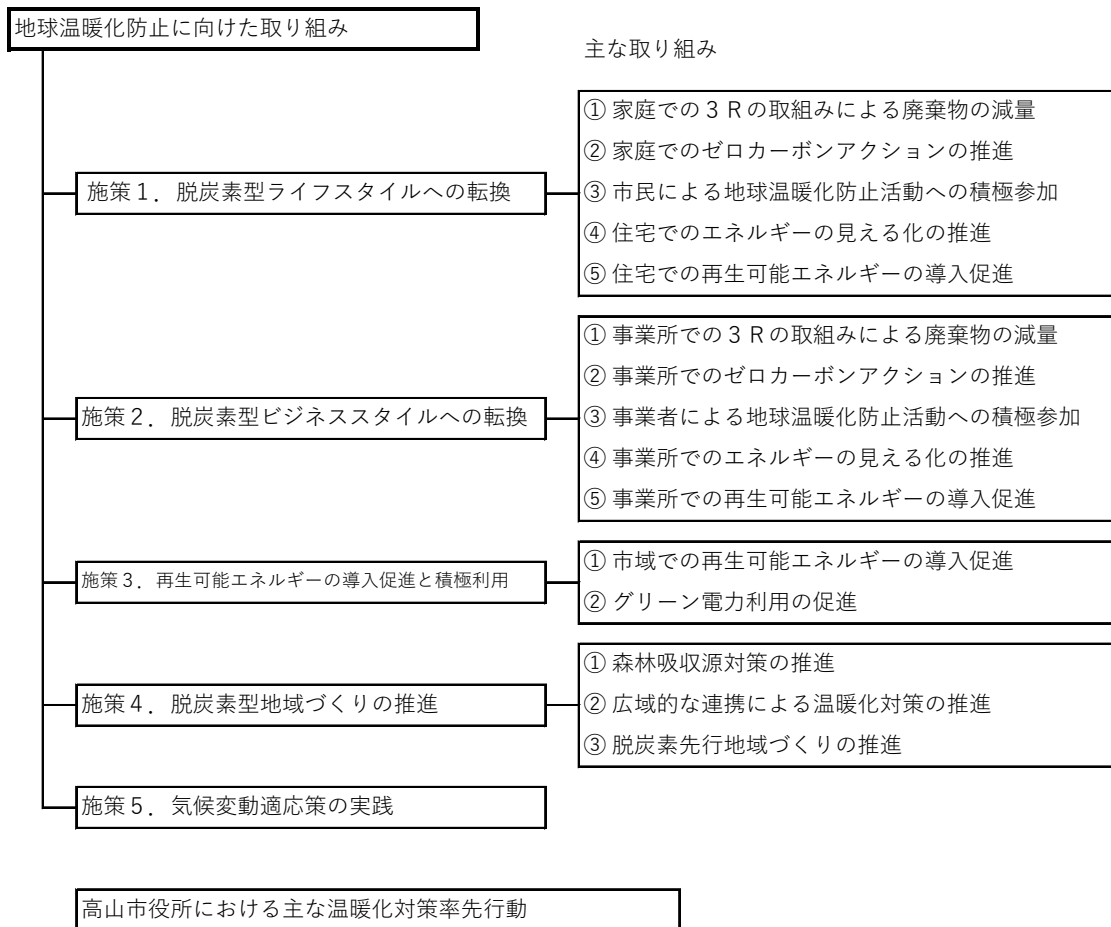 地球温暖化防止に向けた取り組み
主な取り組み
施策１．脱炭素型ライフスタイルへの転換
① 家庭での３Ｒの取組みによる廃棄物の減量
② 家庭でのゼロカーボンアクションの推進
③ 市民による地球温暖化防止活動への積極参加
④ 住宅でのエネルギーの見える化の推進
⑤ 住宅での再生可能エネルギーの導入促進
施策２．脱炭素型ビジネススタイルへの転換
① 事業所での３Ｒの取組みによる廃棄物の減量
② 事業所でのゼロカーボンアクションの推進
③ 事業者による地球温暖化防止活動への積極参加
④ 事業所でのエネルギーの見える化の推進
⑤ 事業所での再生可能エネルギーの導入促進
施策３．再生可能エネルギーの導入促進と積極利用
① 市域での再生可能エネルギーの導入促進
② グリーン電力利用の促進
施策４．脱炭素型地域づくりの推進
① 森林吸収源対策の推進
② 広域的な連携による温暖化対策の推進
③ 脱炭素先行地域づくりの推進
施策５．気候変動適応策の実践
高山市役所における主な温暖化対策率先行動